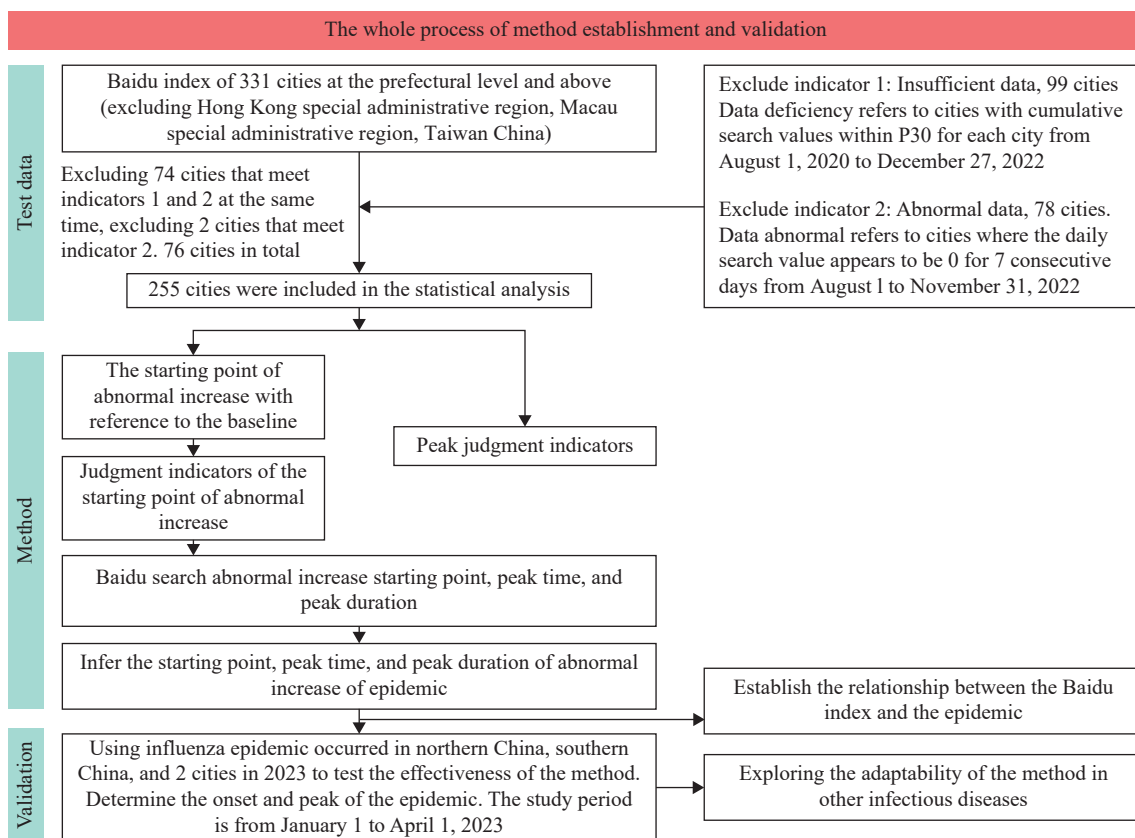 The whole process of method establishment and validation
Test data
Baidu index of 331 cities at the prefectural level and above
(excluding Hong Kong special administrative region, Macau
special administrative region, Taiwan China)
Exclude indicator 1: Insufficient data, 99 cities
Data deficiency refers to cities with cumulative
search values within P30 for each city from
August 1, 2020 to December 27, 2022
Exclude indicator 2: Abnormal data, 78 cities.
Data abnormal refers to cities where the daily
search value appears to be 0 for 7 consecutive
days from August l to November 31, 2022
Excluding 74 cities that meet
indicators 1 and 2 at the same
time, excluding 2 cities that meet
indicator 2. 76 cities in total
255 cities were included in the statistical analysis
Method
The starting point of
abnormal increase with
reference to the baseline
Peak judgment indicators
Judgment indicators of the
starting point of abnormal
increase
Baidu search abnormal increase starting point, peak time, and
peak duration
Infer the starting point, peak time, and peak duration of abnormal
increase of epidemic
Establish the relationship between the Baidu
index and the epidemic
Validation
Using influenza epidemic occurred in northern China, southern
China, and 2 cities in 2023 to test the effectiveness of the method.
Determine the onset and peak of the epidemic. The study period
is from January 1 to April 1, 2023
Exploring the adaptability of the method in
other infectious diseases